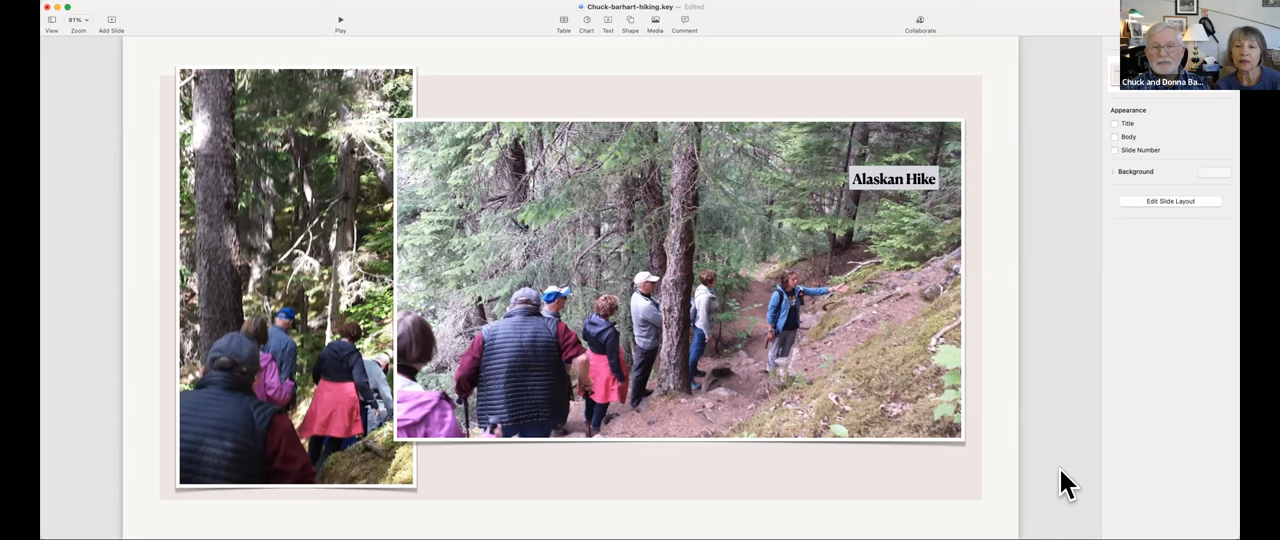 Chuck-barhart-hiking.key — Edited
91%
View
Zoom
Add Slide
Play
Table
Chart
Text
Shape
Media
Comment
Collaborate
Chuck and Donna Ba...
Appearance
Title
Body
Slide Number
Background
Edit Slide Layout
Alaskan Hike